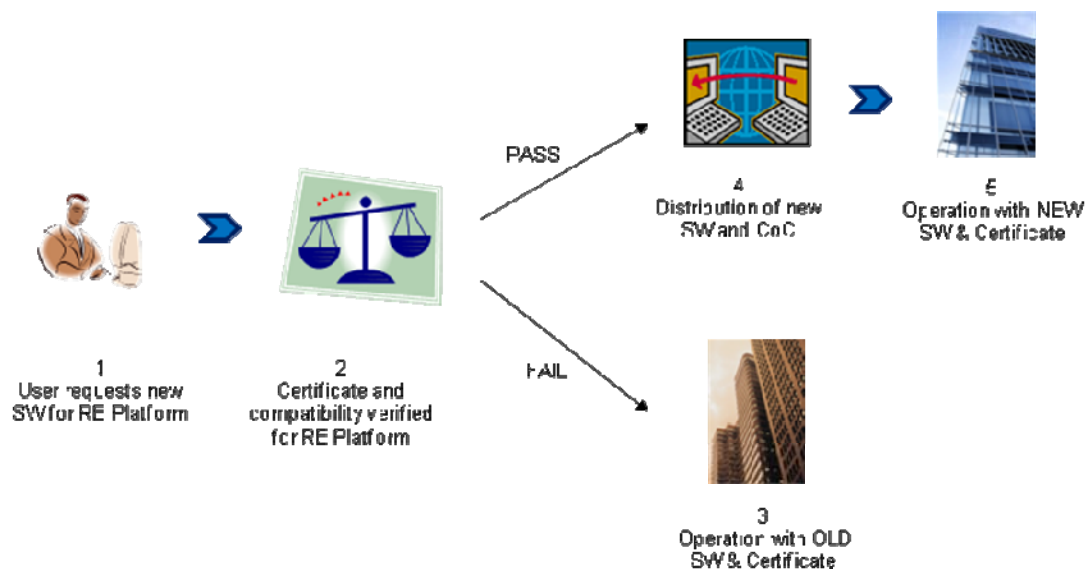 1
User requests new
SW for RE Platform
2
Certificate and
compatibility verified
for RE Platform
PASS
FAIL
4
Distribution of new
SW and CoC
5
Operation with NEW
SW & Certificate
3
Operation with OLD
SW & Certificate